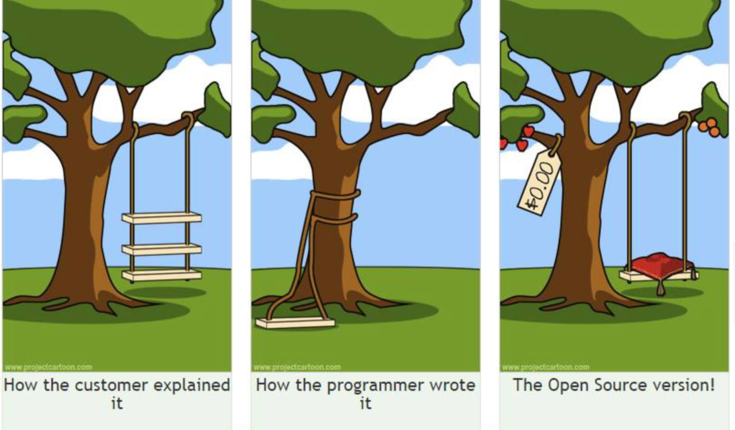 $0.00
www.projectcartoon.com
www.projectcartoon.com
www.projectcartoon.com
How the customer explained
it
How the programmer wrote
it
The Open Source version!